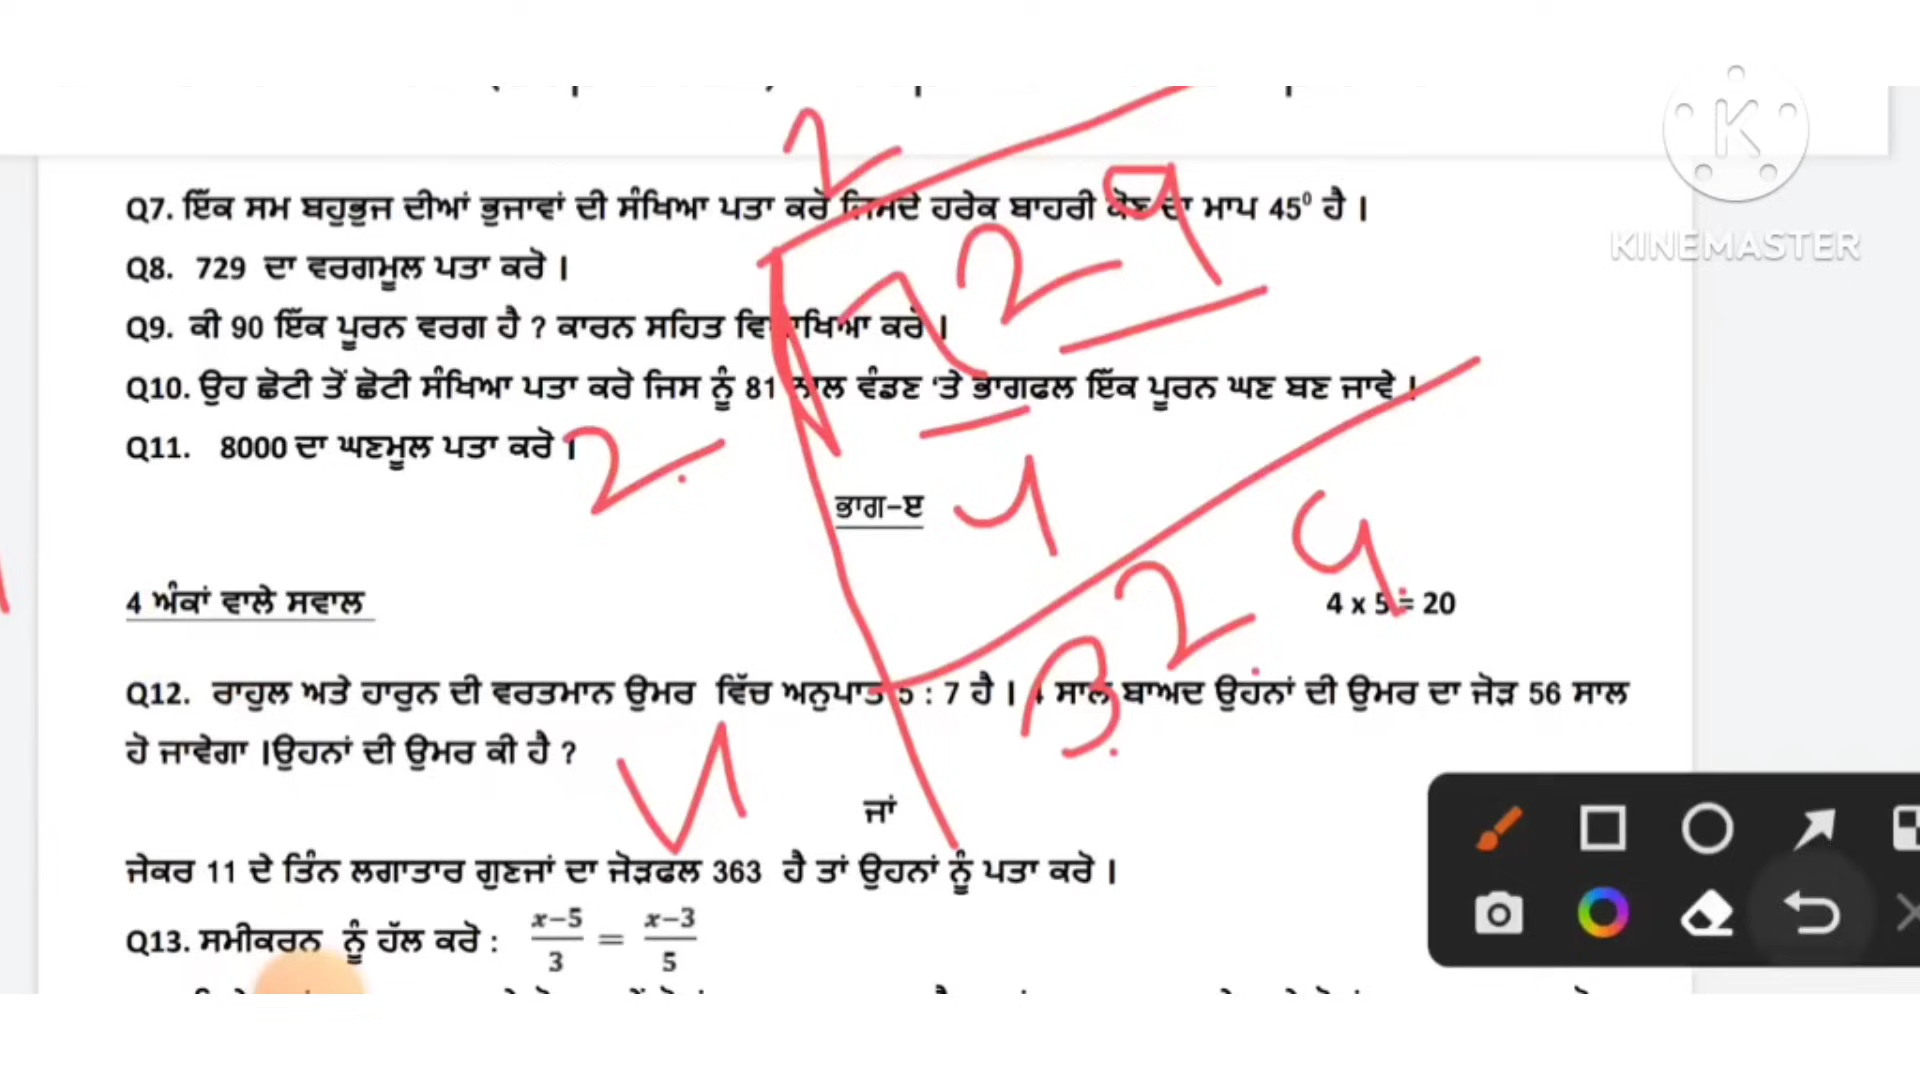 KINEMASTER
Q7. ਇੱਕ ਸਮ ਬਹੁਭੁਜ ਦੀਆਂ ਭੁਜਾਵਾਂ ਦੀ ਸੰਖਿਆ ਪਤਾ ਕਰੋ ਜਿਸਦੇ ਹਰੇਕ ਬਾਹਰੀ ਕੋਣ ਦਾ ਮਾਪ 45⁰ ਹੈ ।
Q8. 729 ਦਾ ਵਰਗਮੂਲ ਪਤਾ ਕਰੋ ।
Q9. ਕੀ 90 ਇੱਕ ਪੂਰਨ ਵਰਗ ਹੈ ? ਕਾਰਨ ਸਹਿਤ ਵਿਆਖਿਆ ਕਰੋ ।
Q10. ਉਹ ਛੋਟੀ ਤੋਂ ਛੋਟੀ ਸੰਖਿਆ ਪਤਾ ਕਰੋ ਜਿਸ ਨੂੰ 81 ਨਾਲ ਵੰਡਣ 'ਤੇ ਭਾਗਫਲ ਇੱਕ ਪੂਰਨ ਘਣ ਬਣ ਜਾਵੇ ।
Q11. 8000 ਦਾ ਘਣਮੂਲ ਪਤਾ ਕਰੋ ।
2
2 729
4
329
4
ਭਾਗ-ੲ
4 ਅੰਕਾਂ ਵਾਲੇ ਸਵਾਲ 4 x 5 = 20
Q12. ਰਾਹੁਲ ਅਤੇ ਹਾਰੁਨ ਦੀ ਵਰਤਮਾਨ ਉਮਰ ਵਿੱਚ ਅਨੁਪਾਤ 5 : 7 ਹੈ । 4 ਸਾਲ ਬਾਅਦ ਉਹਨਾਂ ਦੀ ਉਮਰ ਦਾ ਜੋੜ 56 ਸਾਲ
ਹੋ ਜਾਵੇਗਾ ।ਉਹਨਾਂ ਦੀ ਉਮਰ ਕੀ ਹੈ ?
ਜਾਂ
ਜੇਕਰ 11 ਦੇ ਤਿੰਨ ਲਗਾਤਾਰ ਗੁਣਜਾਂ ਦਾ ਜੋੜਫਲ 363 ਹੈ ਤਾਂ ਉਹਨਾਂ ਨੂੰ ਪਤਾ ਕਰੋ ।
Q13. ਸਮੀਕਰਨ ਨੂੰ ਹੱਲ ਕਰੋ : x−5/3 = x−3/5